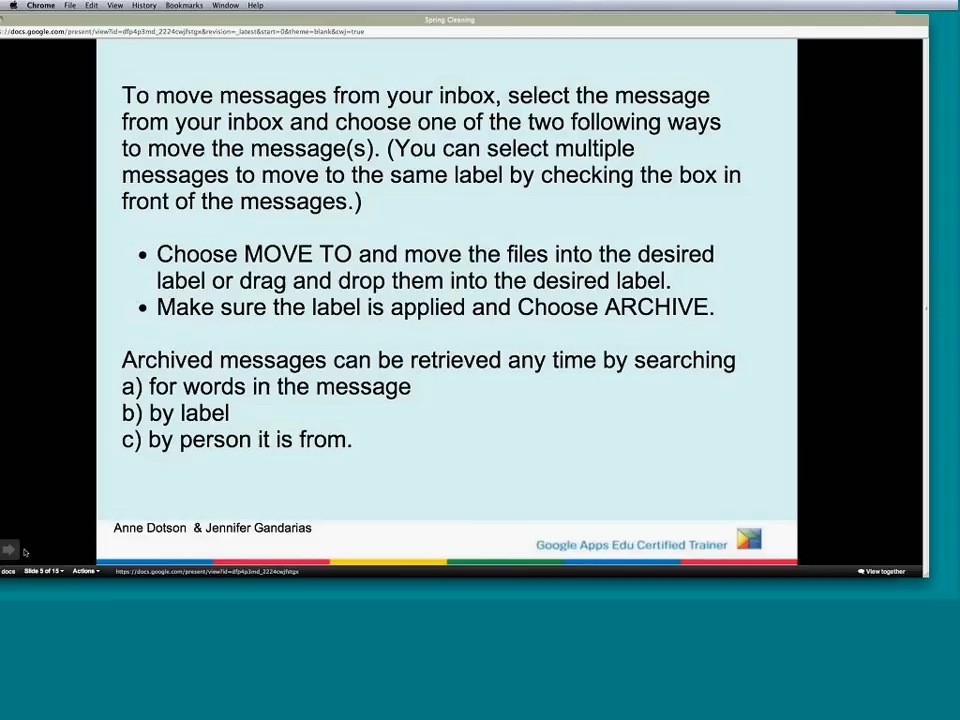 Chrome File Edit View History Bookmarks Window Help
Spring Cleaning
://docs.google.com/present/view?id=dfp4p3md_2224cwjfstgx&revision=_latest&start=0&theme=blank&cwj=true
To move messages from your inbox, select the message
from your inbox and choose one of the two following ways
to move the message(s). (You can select multiple
messages to move to the same label by checking the box in
front of the messages.)
• Choose MOVE TO and move the files into the desired
label or drag and drop them into the desired label.
• Make sure the label is applied and Choose ARCHIVE.
Archived messages can be retrieved any time by searching
a) for words in the message
b) by label
c) by person it is from.
Anne Dotson & Jennifer Gandarias
Google Apps Edu Certified Trainer
docs Slide 5 of 15 Actions https://docs.google.com/present/view?id=dfp4p3md_2224cwjfstgx View together